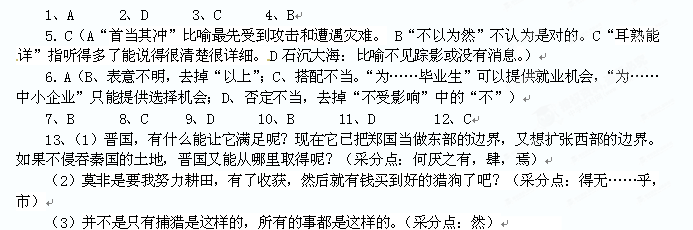 1、A 2、D 3、C 4、B
5.C（A“首当其冲”比喻最先受到攻击和遭遇灾难。 B“不以为然”不认为是对的。C“耳熟能
详”指听得多了能说得很清楚很详细。D 石沉大海：比喻不见踪影或没有消息。）
6.A（B、表意不明，去掉“以上”；C、搭配不当。“为……毕业生”可以提供就业机会，“为……
中小企业”只能提供选择机会；D、否定不当，去掉“不受影响”中的“不”）
7、B 8、C 9、D 10、B 11、D 12、C
13、（1）晋国，有什么能让它满足呢？现在它已把郑国当做东部的边界，又想扩张西部的边界。
如果不侵吞秦国的土地，晋国又能从哪里取得呢？（采分点：何厌之有，肆，焉）
（2）莫非是要我努力耕田，有了收获，然后就有钱买到好的猎狗了吧？（采分点：得无……乎，
市）
（3）并不是只有捕猎是这样的，所有的事都是这样的。（采分点：然）